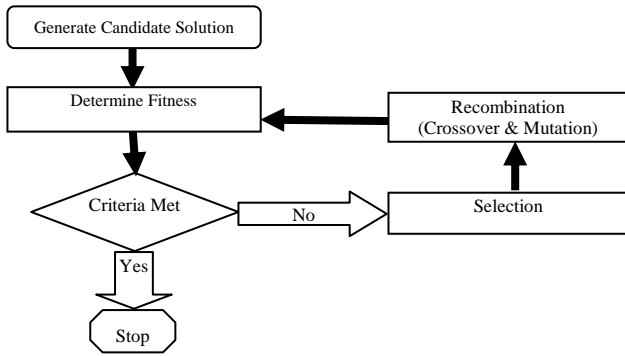 Generate Candidate Solution
Determine Fitness
Recombination
(Crossover & Mutation)
Criteria Met
No
Selection
Yes
Stop